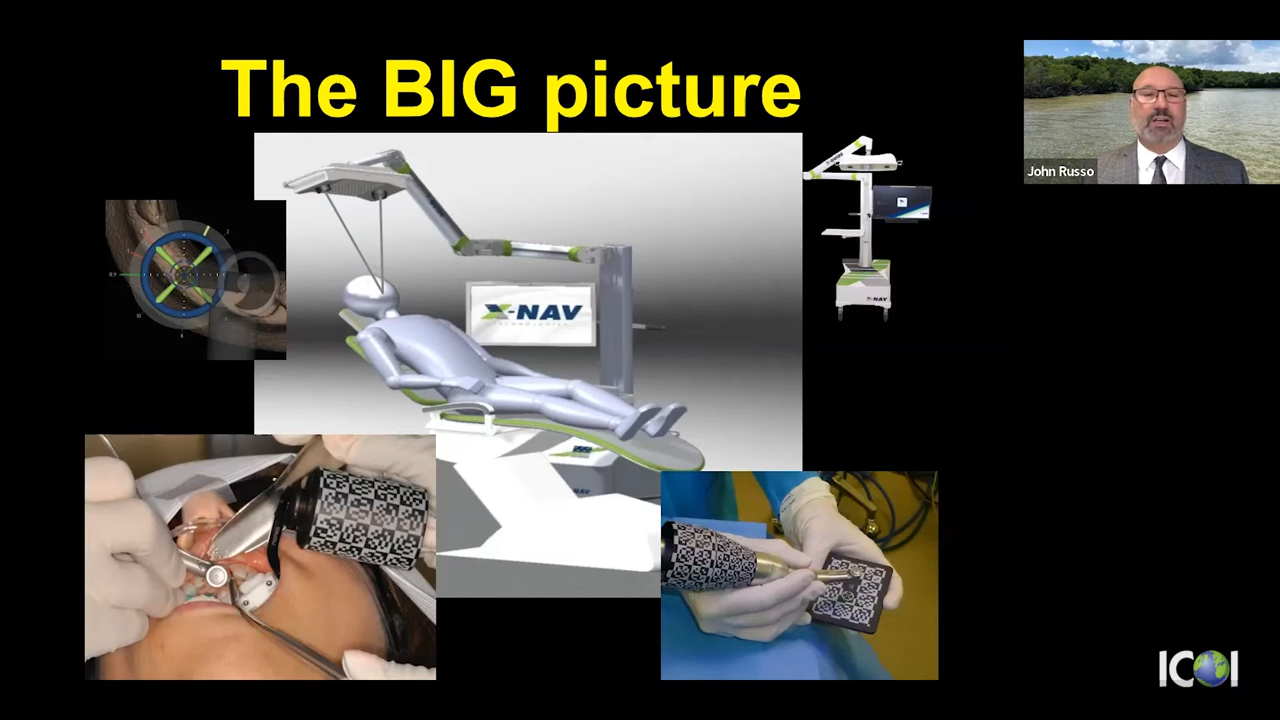 The BIG picture
John Russo
X-NAV
TECHNOLOGIES
X-NAV
ICOI